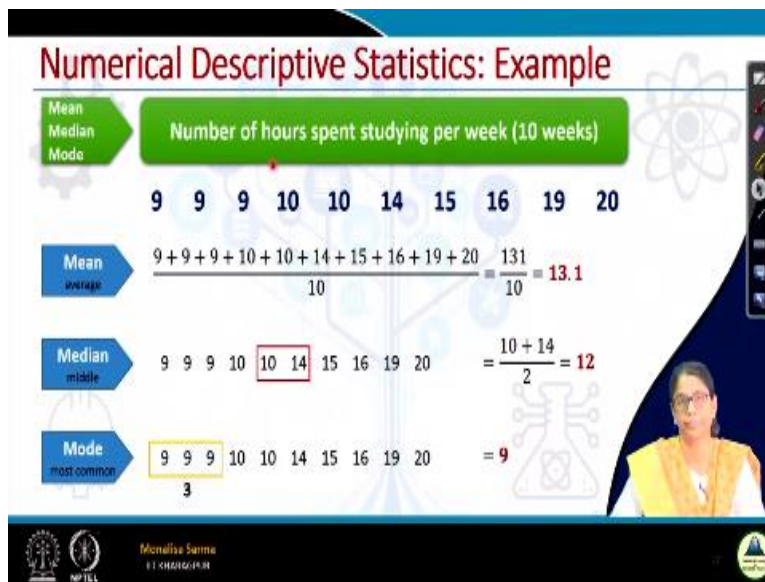 Numerical Descriptive Statistics: Example
Mean
Median
Mode
Number of hours spent studying per week (10 weeks)
9 9 9 10 10 14 15 16 19 20
Mean
average
9 + 9 + 9 + 10 + 10 + 14 + 15 + 16 + 19 + 20
10
= 131
10
= 13.1
Median
middle
9 9 9 10 10 14 15 16 19 20
= 10 + 14
2
= 12
Mode
most common
9 9 9 10 10 14 15 16 19 20 = 9
3
Monalisa Sarma
IIT KHARAGPUR
NPTEL